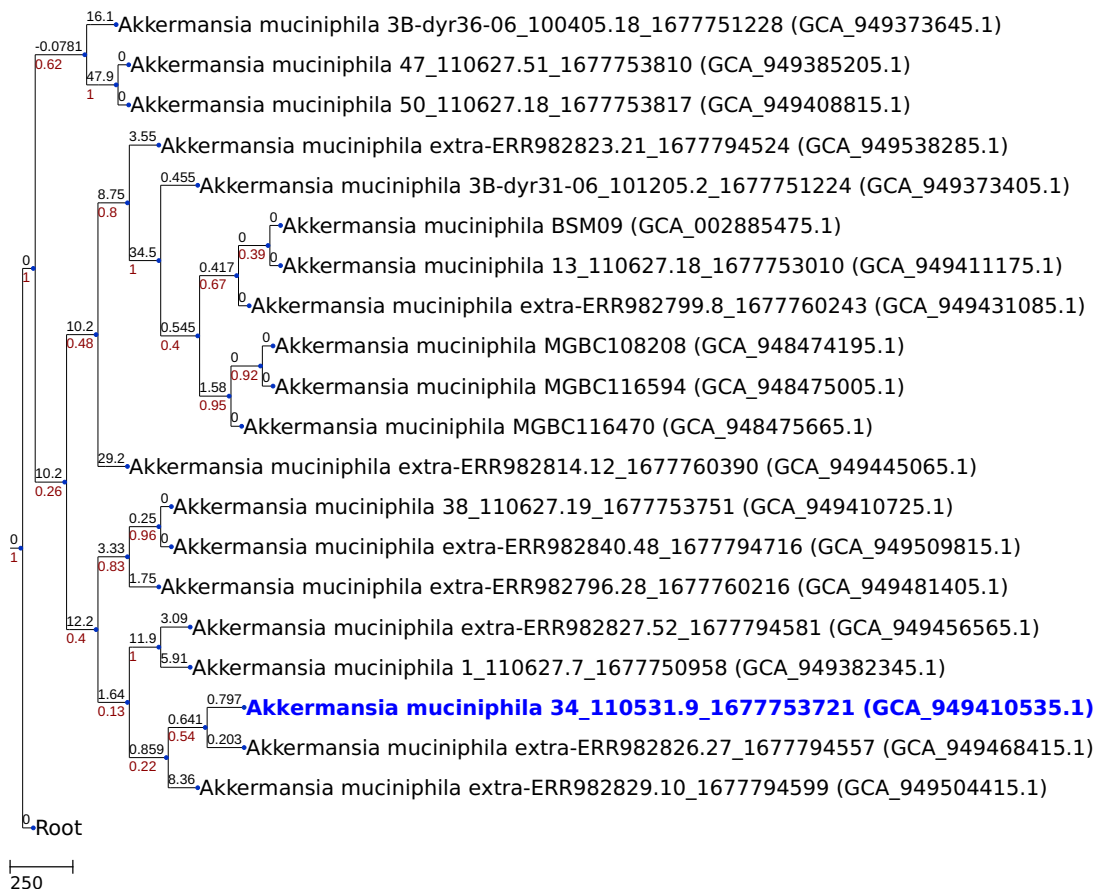 16.1
Akkermansia muciniphila 3B-dyr36-06_100405.18_1677751228 (GCA_949373645.1)
-0.0781
0.62
0
Akkermansia muciniphila 47_110627.51_1677753810 (GCA_949385205.1)
47.9
1
0
Akkermansia muciniphila 50_110627.18_1677753817 (GCA_949408815.1)
3.55
Akkermansia muciniphila extra-ERR982823.21_1677794524 (GCA_949538285.1)
0.455
Akkermansia muciniphila 3B-dyr31-06_101205.2_1677751224 (GCA_949373405.1)
8.75
0.8
0
Akkermansia muciniphila BSM09 (GCA_002885475.1)
0
0.39
34.5
1
0
1
0.417
0.67
0
Akkermansia muciniphila 13_110627.18_1677753010 (GCA_949411175.1)
0
Akkermansia muciniphila extra-ERR982799.8_1677760243 (GCA_949431085.1)
10.2
0.48
0.545
0.4
0
Akkermansia muciniphila MGBC108208 (GCA_948474195.1)
0
0.92
0
Akkermansia muciniphila MGBC116594 (GCA_948475005.1)
1.58
0.95
0
Akkermansia muciniphila MGBC116470 (GCA_948475665.1)
29.2
Akkermansia muciniphila extra-ERR982814.12_1677760390 (GCA_949445065.1)
10.2
0.26
0
Akkermansia muciniphila 38_110627.19_1677753751 (GCA_949410725.1)
0.25
0.96
0
Akkermansia muciniphila extra-ERR982840.48_1677794716 (GCA_949509815.1)
0
1
3.33
0.83
1.75
Akkermansia muciniphila extra-ERR982796.28_1677760216 (GCA_949481405.1)
12.2
0.4
3.09
Akkermansia muciniphila extra-ERR982827.52_1677794581 (GCA_949456565.1)
11.9
1
5.91
Akkermansia muciniphila 1_110627.7_1677750958 (GCA_949382345.1)
1.64
0.13
0.797
Akkermansia muciniphila 34_110531.9_1677753721 (GCA_949410535.1)
0.641
0.54
0.203
Akkermansia muciniphila extra-ERR982826.27_1677794557 (GCA_949468415.1)
0.859
0.22
8.36
Akkermansia muciniphila extra-ERR982829.10_1677794599 (GCA_949504415.1)
0
Root
250